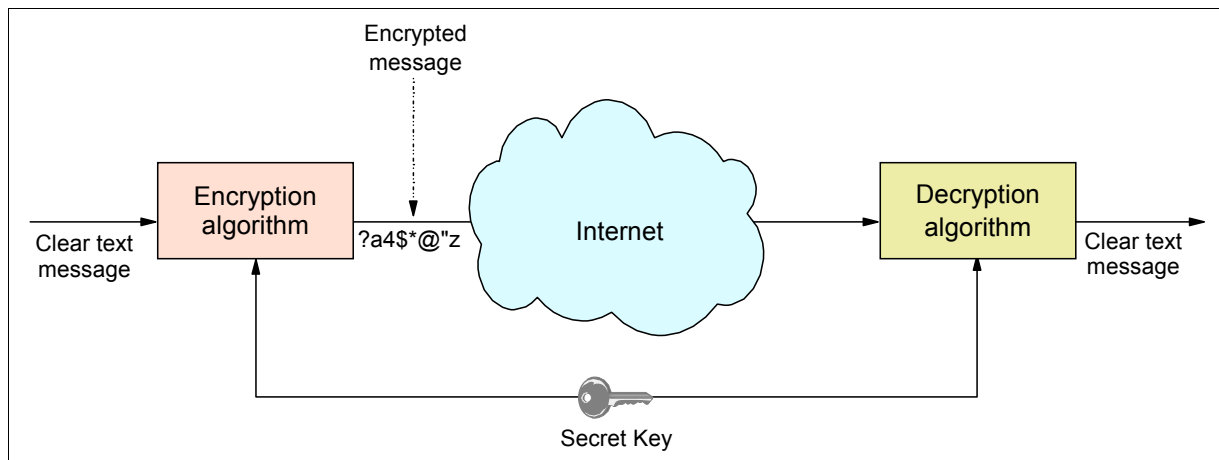 Encrypted
message
Encryption
algorithm
Clear text
message
?a4$*@"z
Internet
Decryption
algorithm
Clear text
message
Secret Key